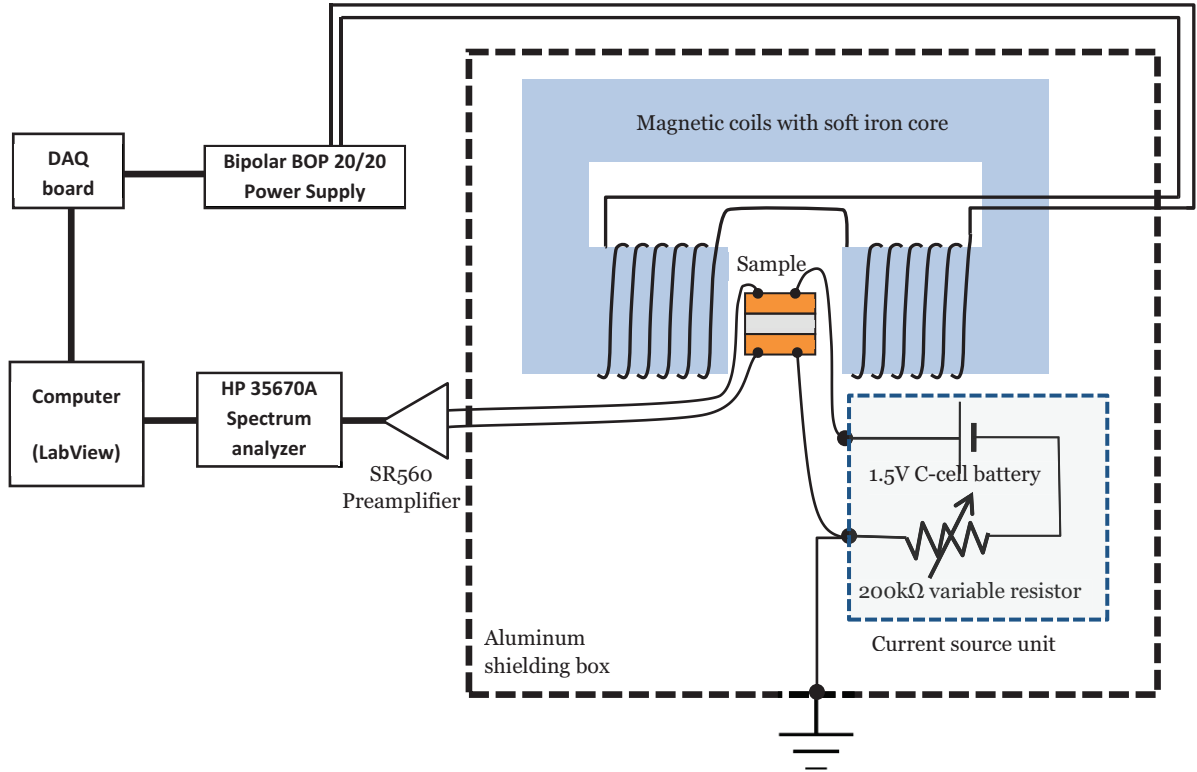 Magnetic coils with soft iron core
DAQ
board
Bipolar BOP 20/20
Power Supply
Sample
Computer
(LabView)
HP 35670A
Spectrum
analyzer
SR560
Preamplifier
1.5V C-cell battery
200kΩ variable resistor
Current source unit
Aluminum
shielding box